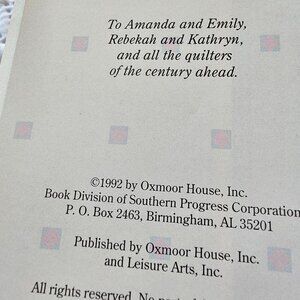 To Amanda and Emily,
Rebekah and Kathryn,
and all the quilters
of the century ahead.
©1992 by Oxmoor House, Inc.
Book Division of Southern Progress Corporation
P. O. Box 2463, Birmingham, AL 35201
Published by Oxmoor House, Inc.
and Leisure Arts, Inc.
All rights reserved. No part